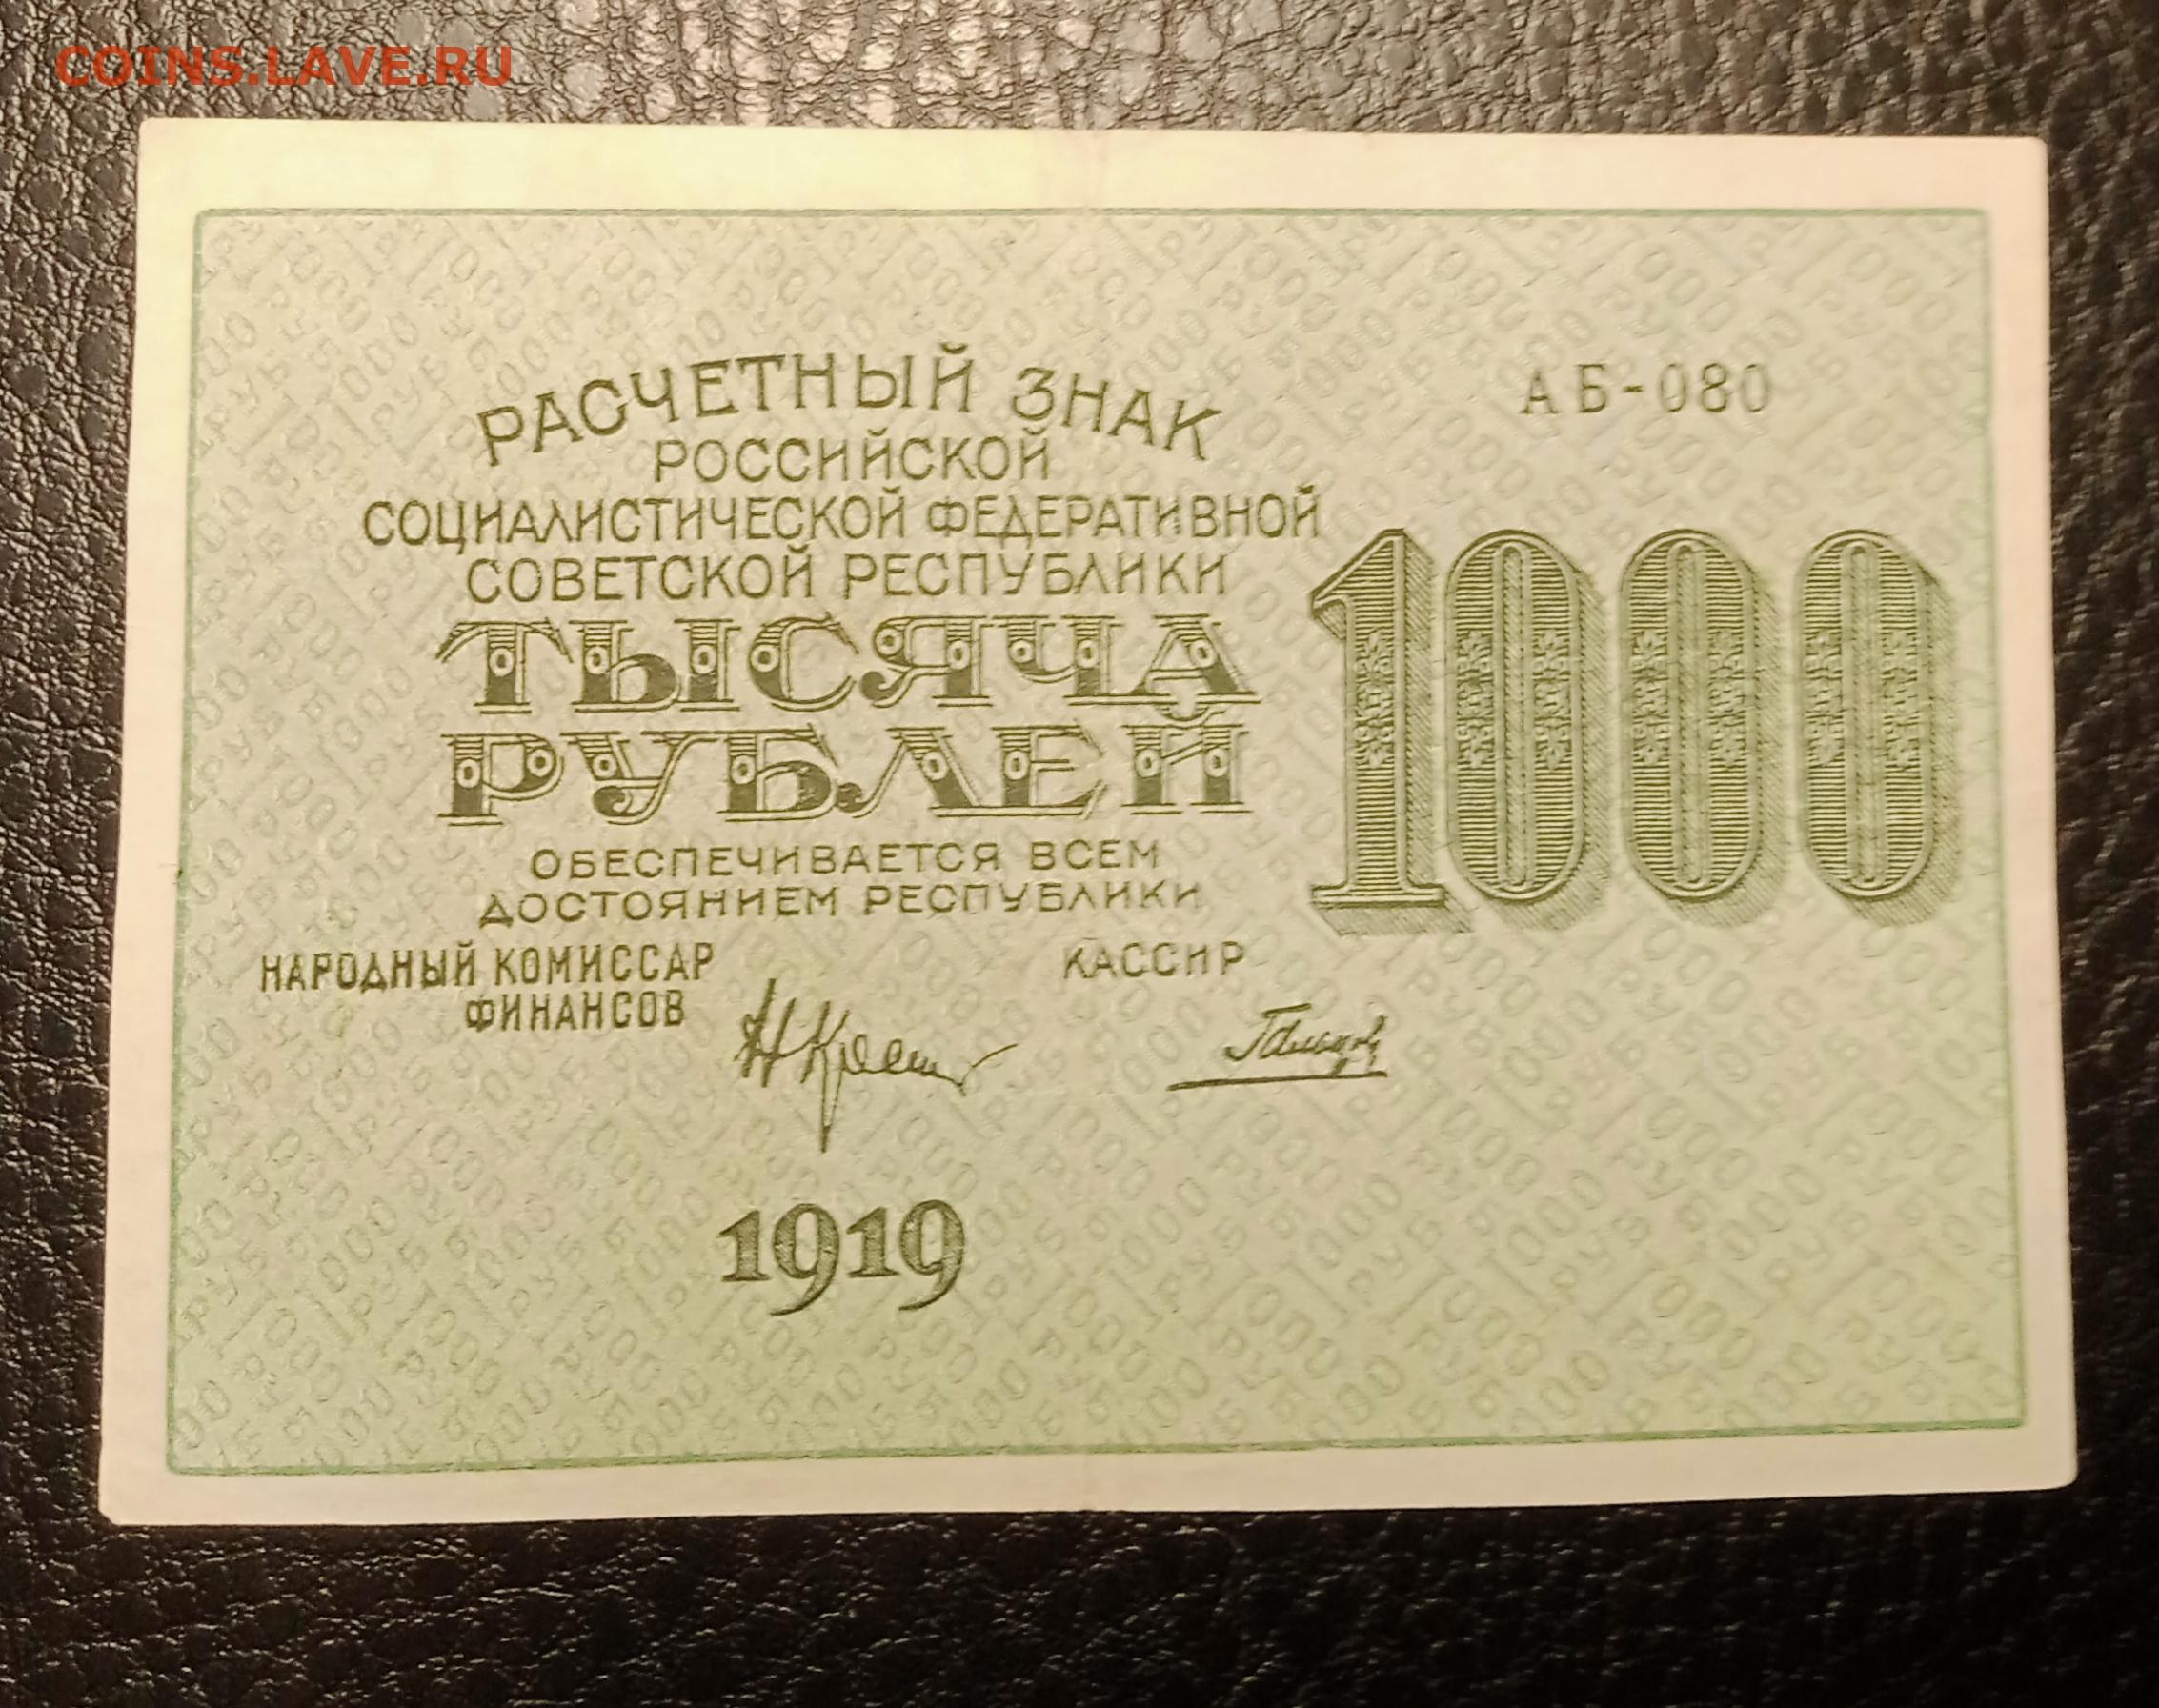 COINS.LAVE.RU
РАСЧЕТНЫЙ ЗНАК
АБ-080
РОССИЙСКОЙ
СОЦИАЛИСТИЧЕСКОЙ ФЕДЕРАТИВНОЙ
СОВЕТСКОЙ РЕСПУБЛИКИ
ТЫСЯЧА
РУБЛЕЙ
1000
ОБЕСПЕЧИВАЕТСЯ ВСЕМ
ДОСТОЯНИЕМ РЕСПУБЛИКИ
НАРОДНЫЙ КОМИССАР
ФИНАНСОВ
КАССИР
1919